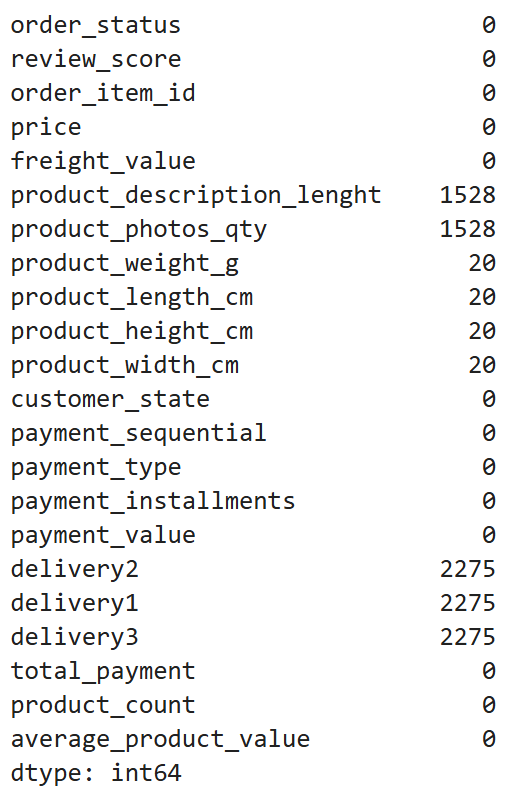 order_status 0
review_score 0
order_item_id 0
price 0
freight_value 0
product_description_lenght 1528
product_photos_qty 1528
product_weight_g 20
product_length_cm 20
product_height_cm 20
product_width_cm 20
customer_state 0
payment_sequential 0
payment_type 0
payment_installments 0
payment_value 0
delivery2 2275
delivery1 2275
delivery3 2275
total_payment 0
product_count 0
average_product_value 0
dtype: int64